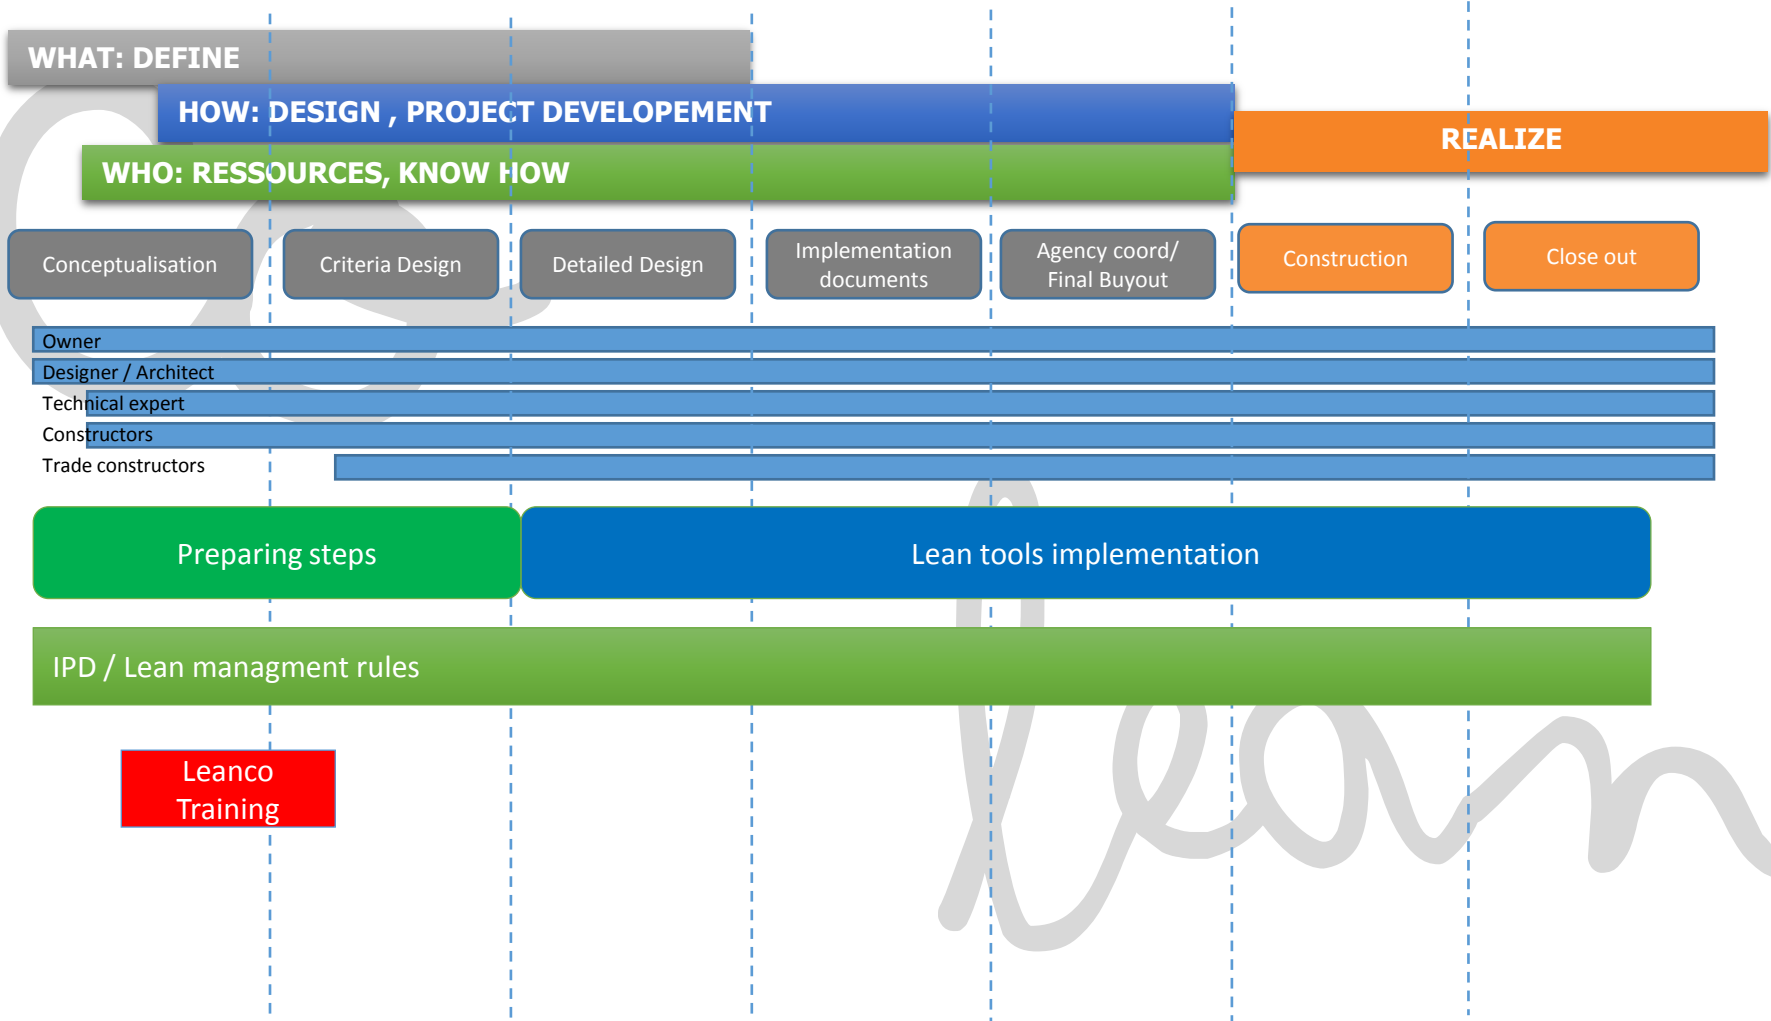 WHAT: DEFINE
HOW: DESIGN , PROJECT DEVELOPEMENT
REALIZE
WHO: RESSOURCES, KNOW HOW
Conceptualisation
Criteria Design
Detailed Design
Implementation
documents
Agency coord/
Final Buyout
Construction
Close out
Owner
Designer / Architect
Technical expert
Constructors
Trade constructors
Preparing steps
Lean tools implementation
IPD / Lean managment rules
Leanco
Training
lean